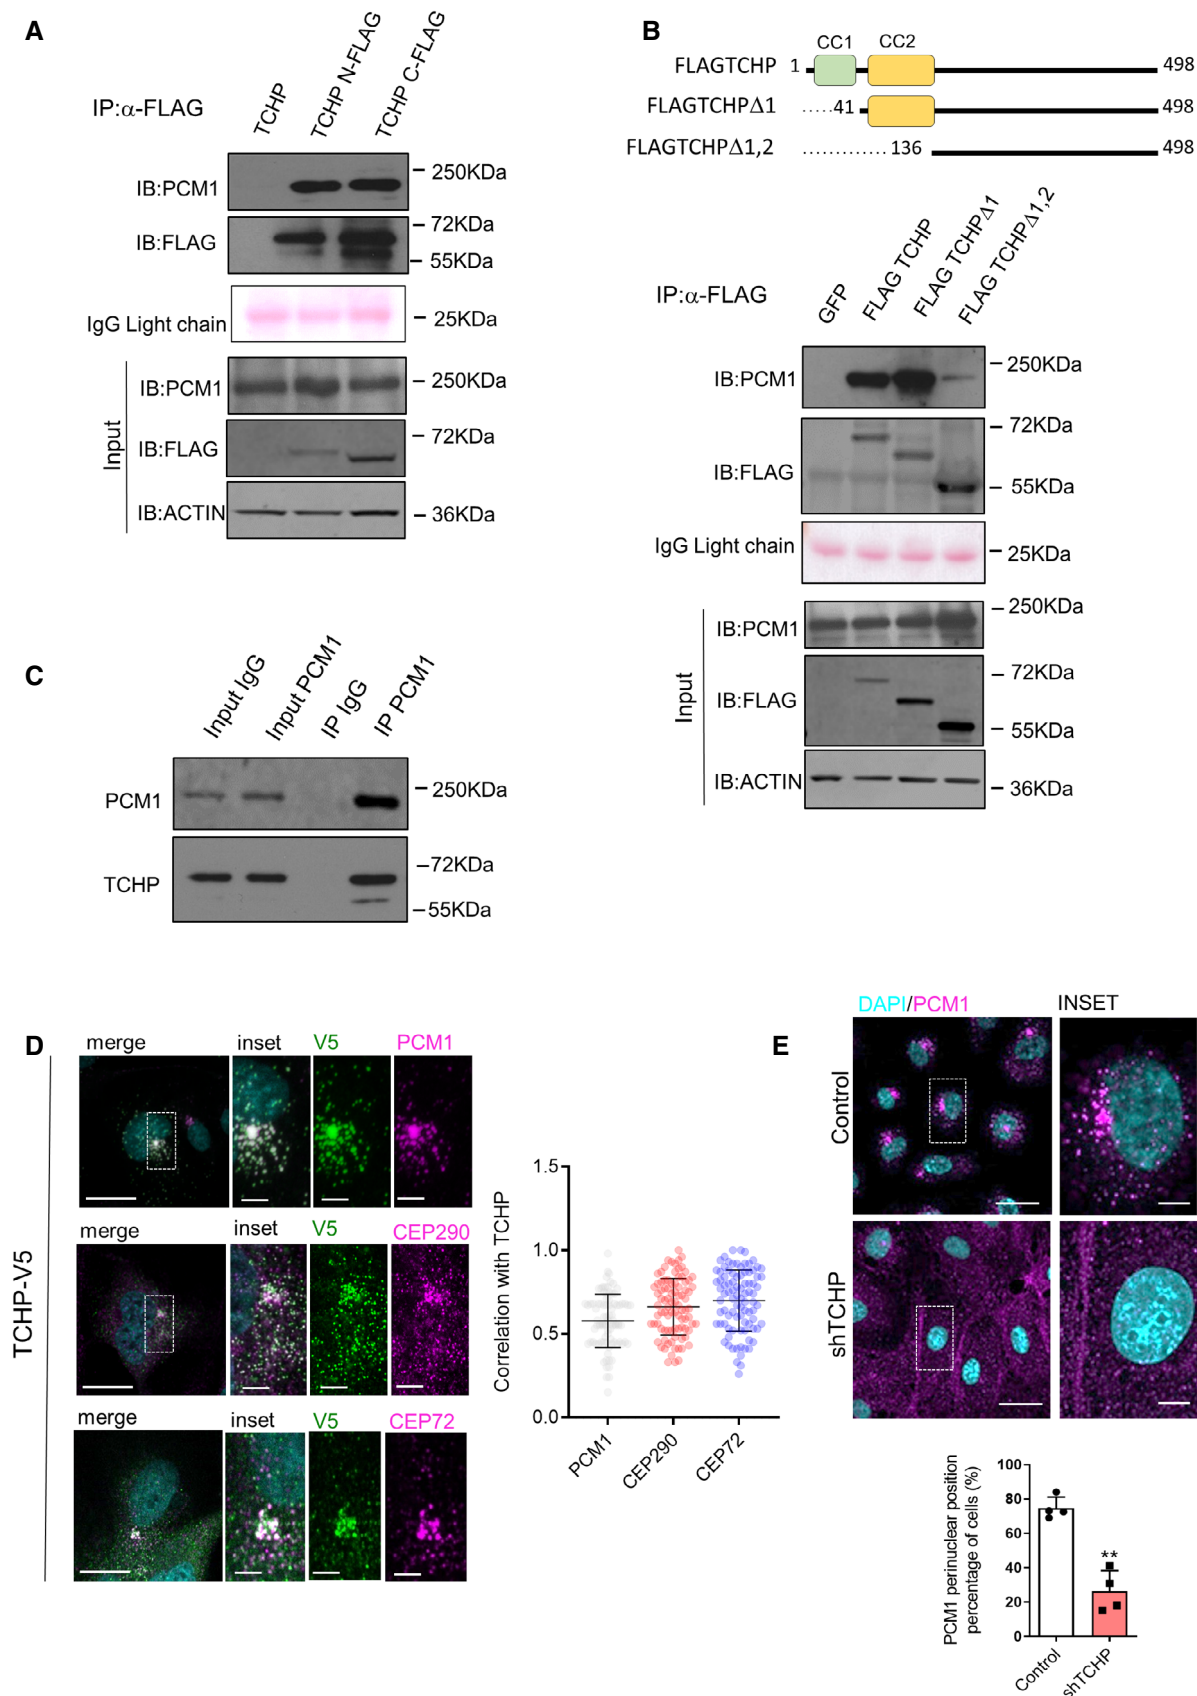 A
IP:α-FLAG
TCHP
TCHP N-FLAG
TCHP C-FLAG
IB:PCM1
250KDa
IB:FLAG
72KDa
55KDa
IgG Light chain
25KDa
Input
IB:PCM1
250KDa
IB:FLAG
72KDa
IB:ACTIN
36KDa
B
CC1
CC2
FLAGTCHP
1
498
FLAGTCHPΔ1
.....41
498
FLAGTCHPΔ1,2
.............. 136
498
IP:α-FLAG
GFP
FLAG TCHP
FLAG TCHPΔ1
FLAG TCHPΔ1,2
IB:PCM1
250KDa
IB:FLAG
72KDa
55KDa
IgG Light chain
25KDa
Input
IB:PCM1
250KDa
IB:FLAG
72KDa
55KDa
IB:ACTIN
36KDa
C
Input IgG
Input PCM1
IP IgG
IP PCM1
PCM1
250KDa
TCHP
72KDa
55KDa
D
TCHP-V5
merge
inset
V5
PCM1
merge
inset
V5
CEP290
merge
inset
V5
CEP72
Correlation with TCHP
1.5
1.0
0.5
0.0
PCM1
CEP290
CEP72
E
DAPI/PCM1
INSET
Control
shTCHP
PCM1 perinuclear position
percentage of cells (%)
100
80
60
40
20
0
**
Control
shTCHP